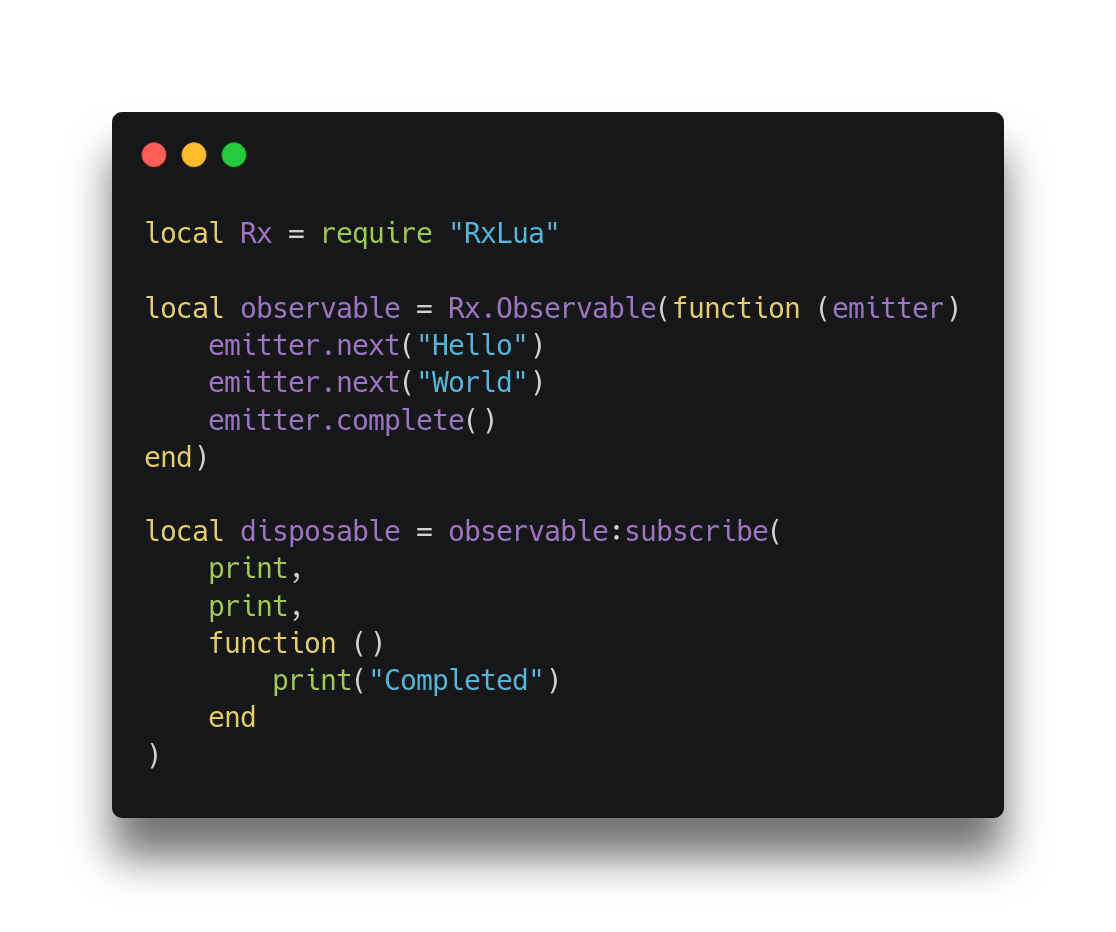 local Rx = require "RxLua"

local observable = Rx.Observable(function (emitter)
    emitter.next("Hello")
    emitter.next("World")
    emitter.complete()
end)

local disposable = observable:subscribe(
    print,
    print,
    function ()
        print("Completed")
    end
)